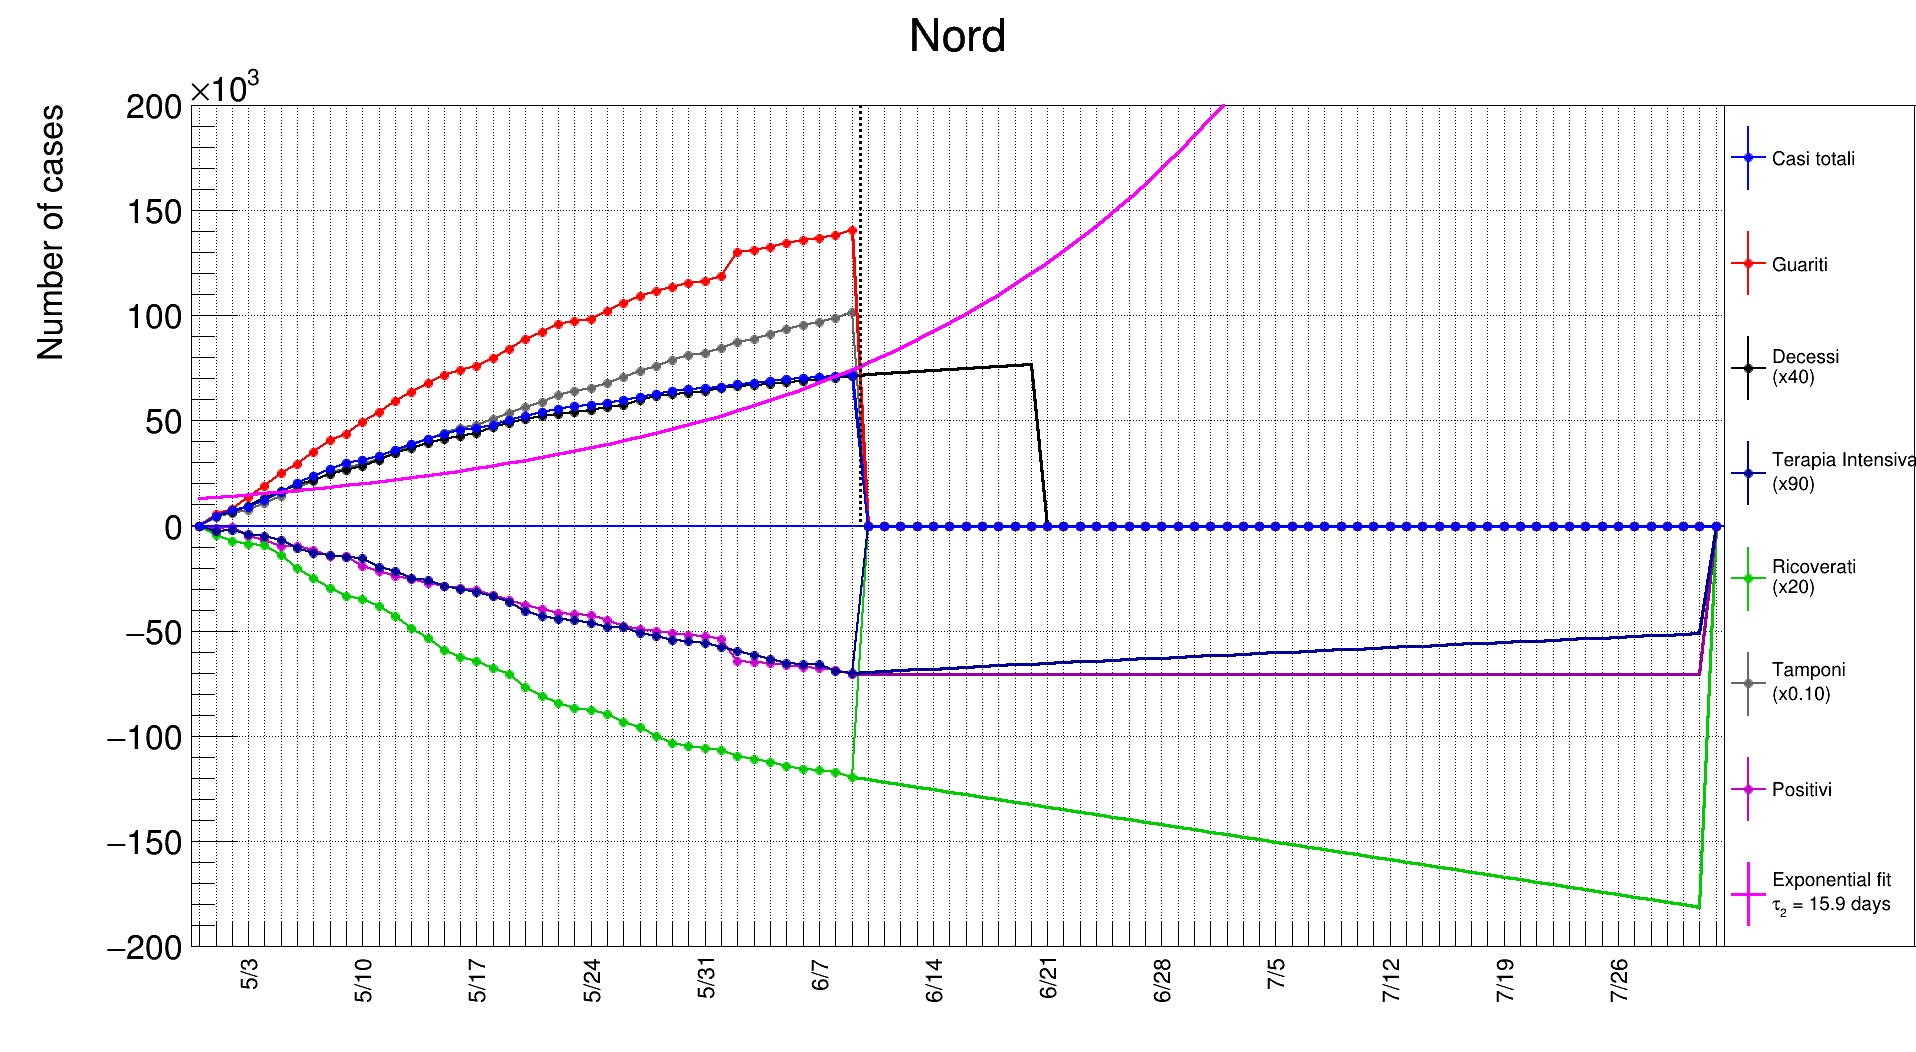 Nord
×10³
Number of cases
200
150
100
50
0
−50
−100
−150
−200
5/3
5/10
5/17
5/24
5/31
6/7
6/14
6/21
6/28
7/5
7/12
7/19
7/26
Casi totali
Guariti
Decessi
(x40)
Terapia Intensiva
(x90)
Ricoverati
(x20)
Tamponi
(x0.10)
Positivi
Exponential fit
τ₂ = 15.9 days